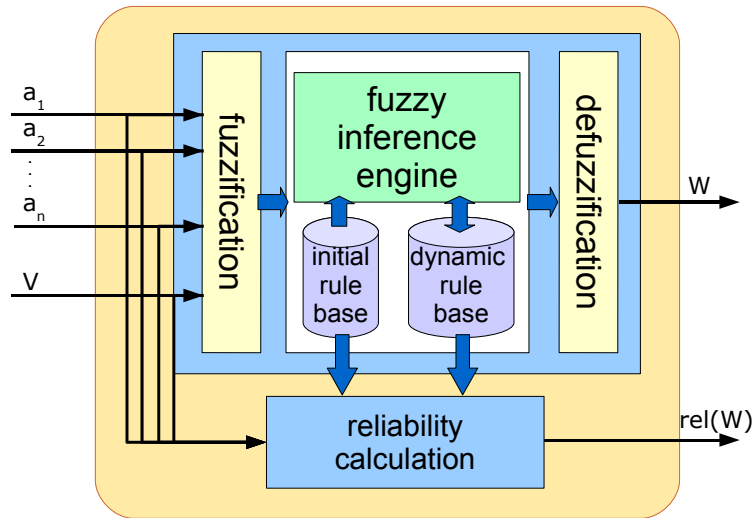 a1
a2
. . . .
an
V
fuzzification
fuzzy
inference
engine
initial
rule
base
dynamic
rule
base
defuzzification
W
reliability
calculation
rel(W)